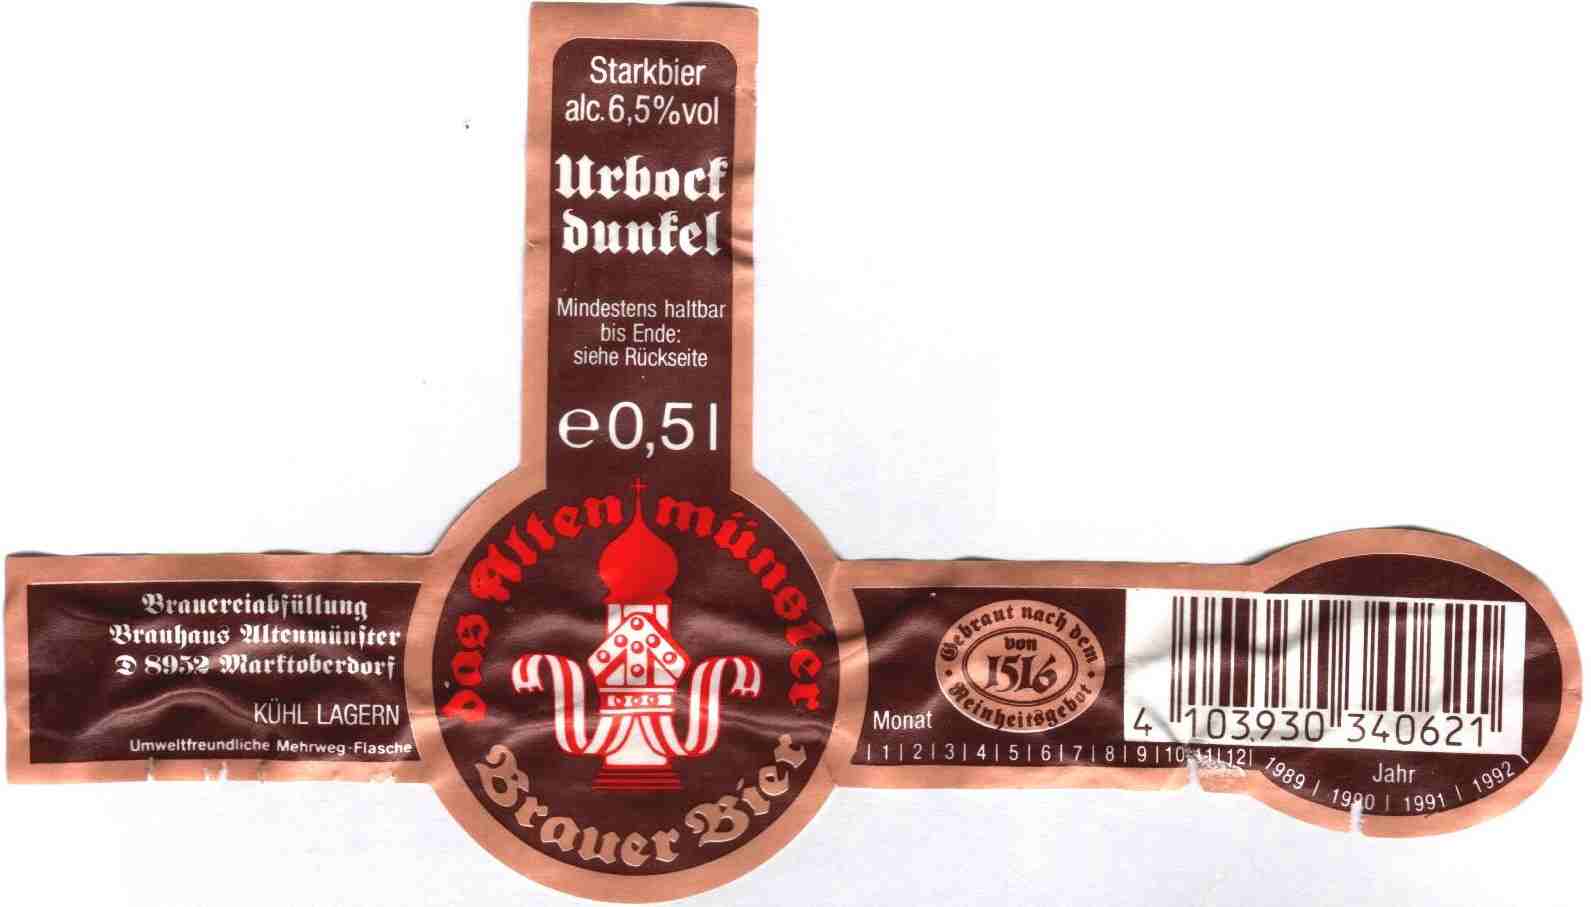 Starkbier
alc. 6,5% vol
Urbock
dunkel
Mindestens haltbar
bis Ende:
siehe Rückseite
e 0,5 l
Das Altenmünster
Brauer Bier
Brauereiabfüllung
Brauhaus Altenmünster
D 8952 Marktoberdorf
KÜHL LAGERN
Umweltfreundliche Mehrweg-Flasche
Gebraut nach dem
von
1516
Reinheitsgebot
Monat
| 1 | 2 | 3 | 4 | 5 | 6 | 7 | 8 | 9 | 10 | 11 | 12 |
4 103930 340621
Jahr
1989 | 1990 | 1991 | 1992